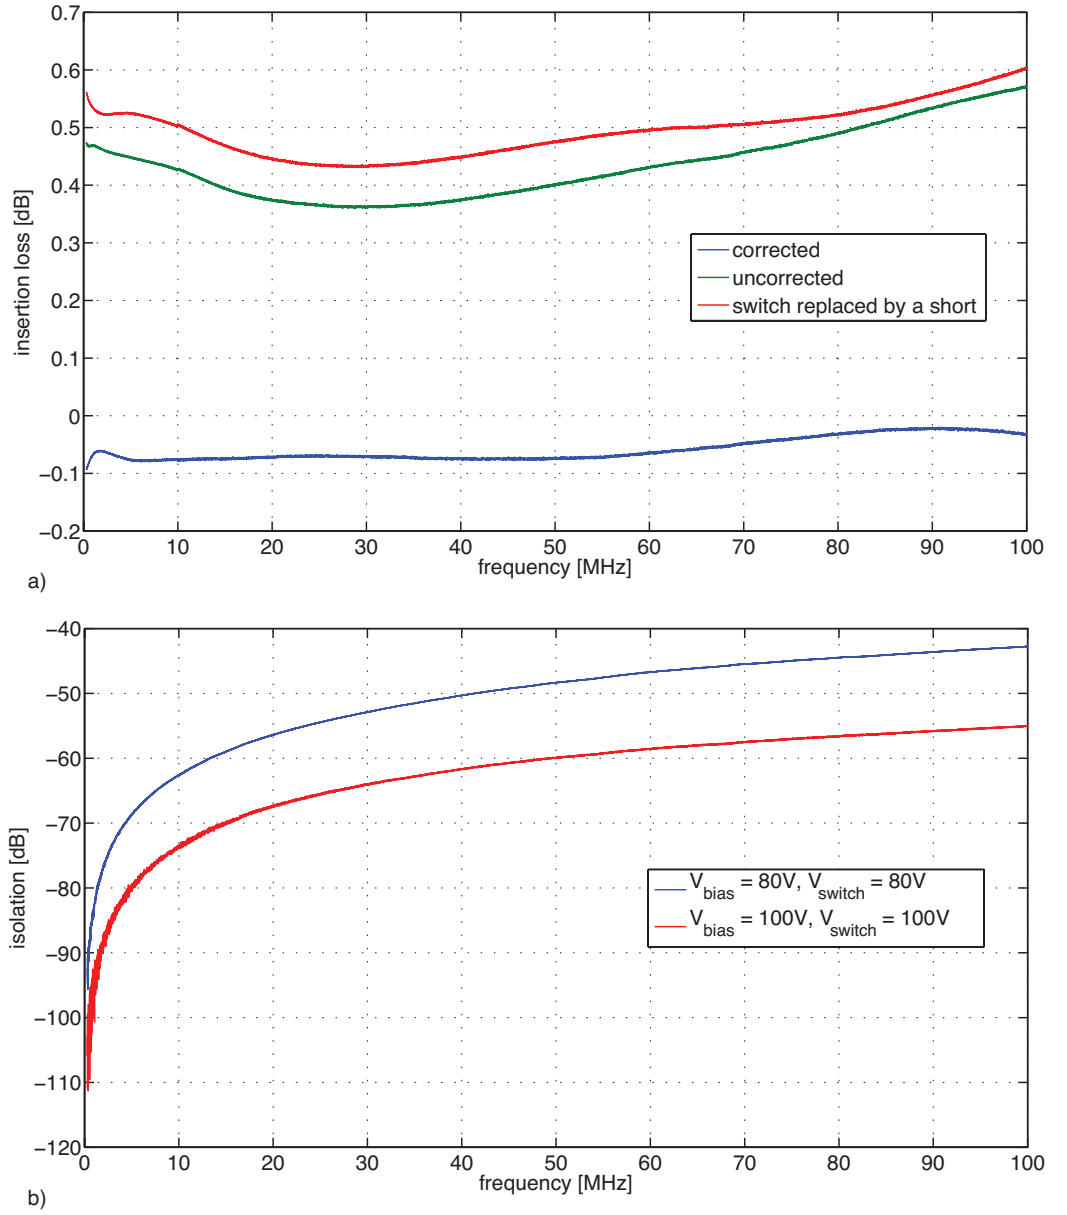 0.7
0.6
0.5
0.4
0.3
0.2
0.1
0
−0.1
−0.2
insertion loss [dB]
corrected
uncorrected
switch replaced by a short
0 10 20 30 40 50 60 70 80 90 100
frequency [MHz]
a)
−40
−50
−60
−70
−80
−90
−100
−110
−120
isolation [dB]
Vbias = 80V, Vswitch = 80V
Vbias = 100V, Vswitch = 100V
0 10 20 30 40 50 60 70 80 90 100
frequency [MHz]
b)